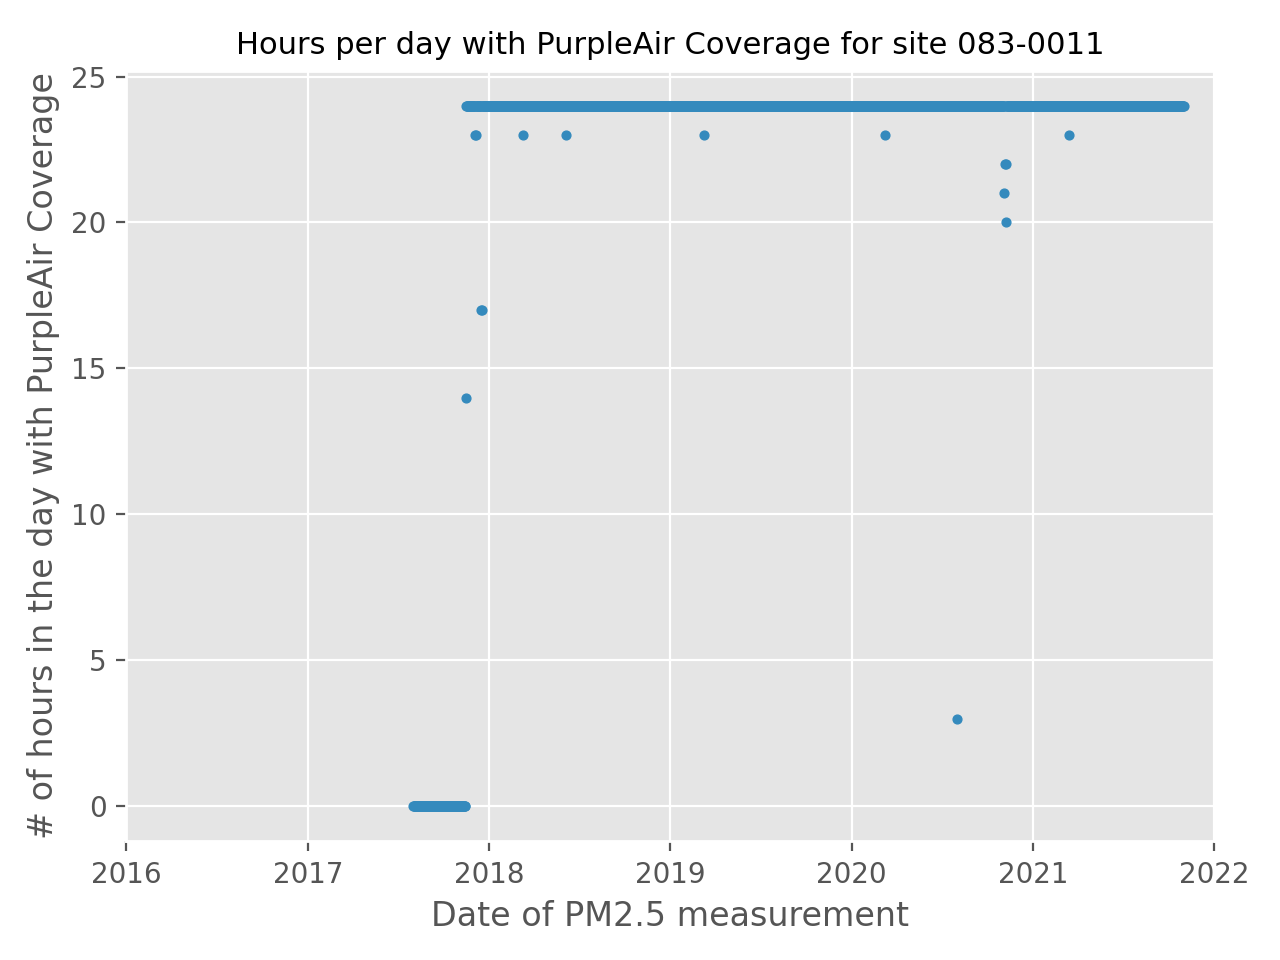 Hours per day with PurpleAir Coverage for site 083-0011
# of hours in the day with PurpleAir Coverage
25
20
15
10
5
0
2016 2017 2018 2019 2020 2021 2022
Date of PM2.5 measurement